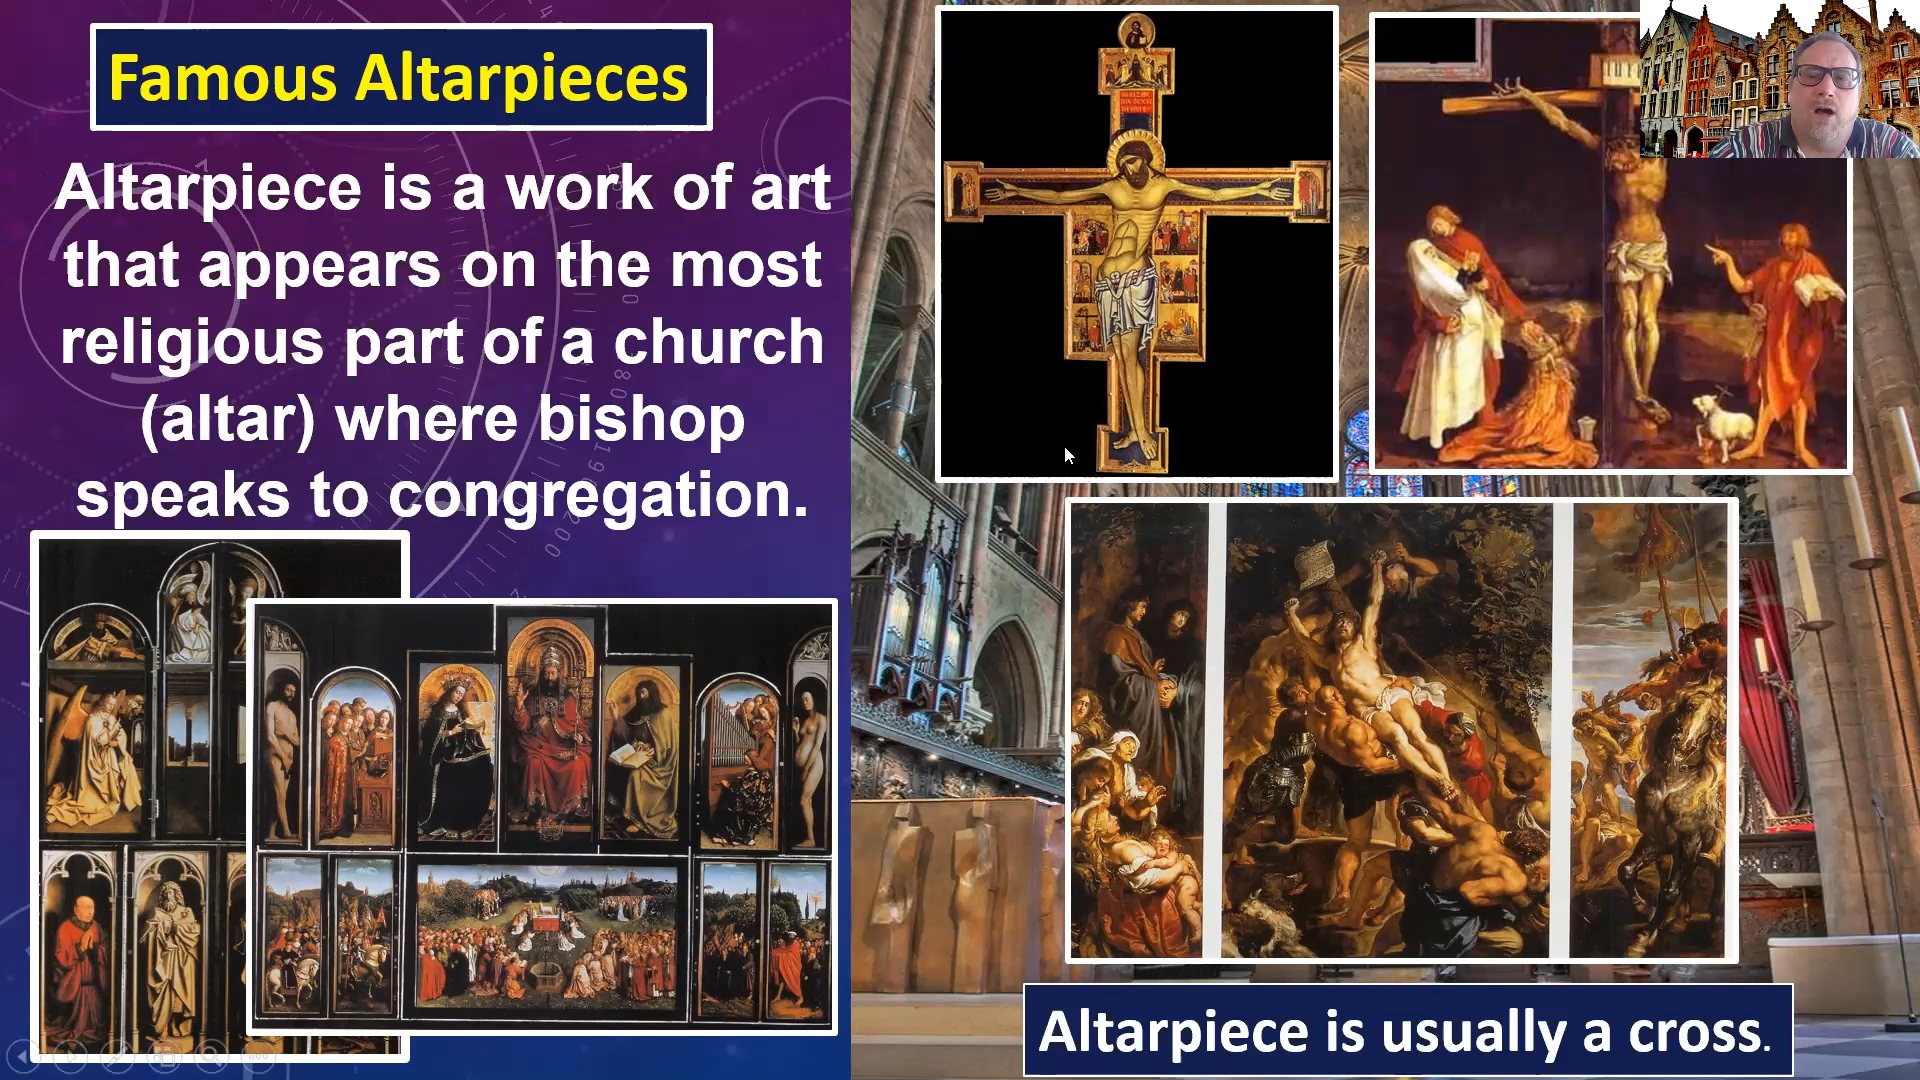 Famous Altarpieces
Altarpiece is a work of art
that appears on the most
religious part of a church
(altar) where bishop
speaks to congregation.
Altarpiece is usually a cross.